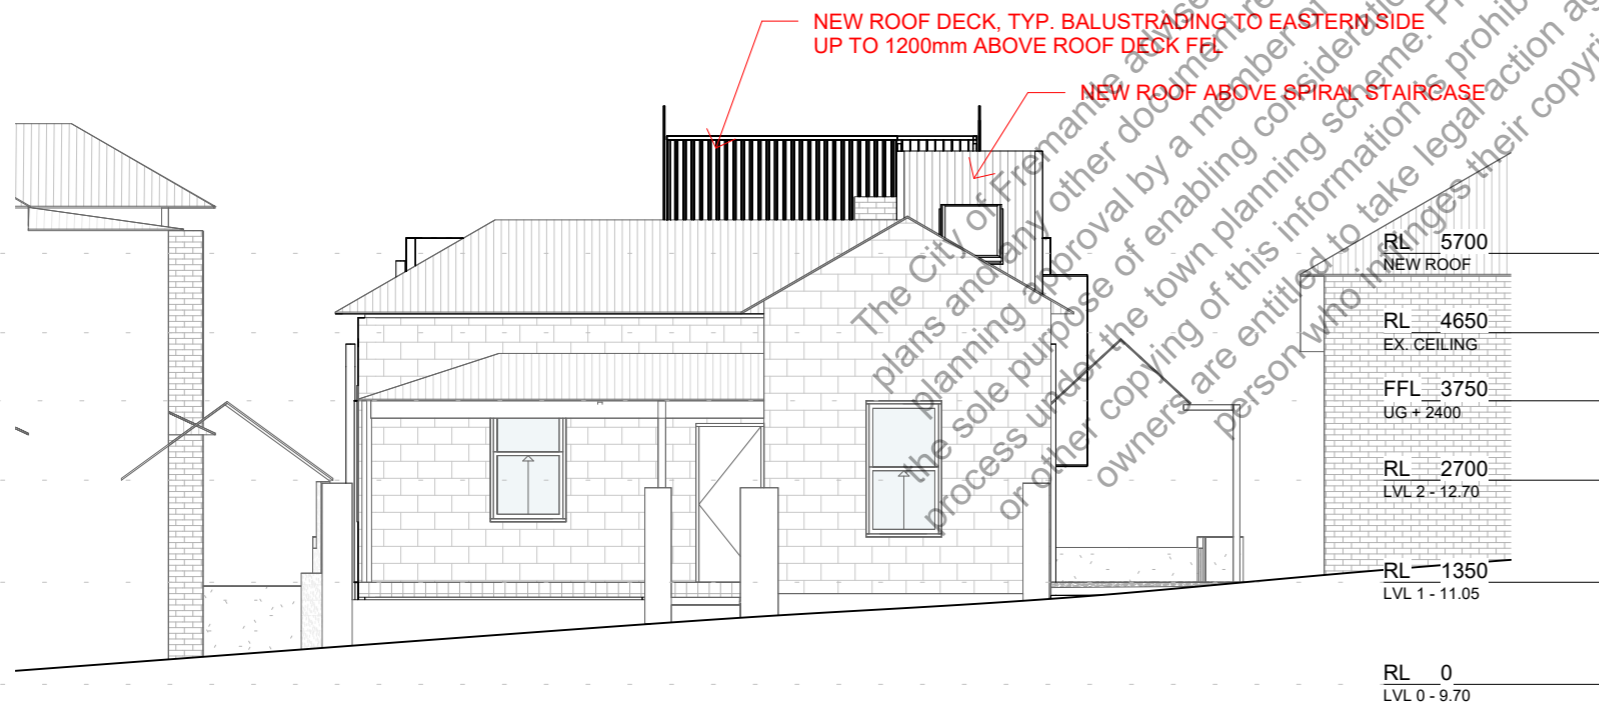 NEW ROOF DECK, TYP. BALUSTRADING TO EASTERN SIDE
UP TO 1200mm ABOVE ROOF DECK FFL
NEW ROOF ABOVE SPIRAL STAIRCASE
The City of Fremantle advise
plans and any other document re
planning approval by a member of
the sole purpose of enabling consideratio
process under the town planning scheme. P
or other copying of this information is prohib
owners are entitled to take legal action ag
person who infringes their copyri
RL 5700
NEW ROOF
RL 4650
EX. CEILING
FFL 3750
UG + 2400
RL 2700
LVL 2 - 12.70
RL 1350
LVL 1 - 11.05
RL 0
LVL 0 - 9.70